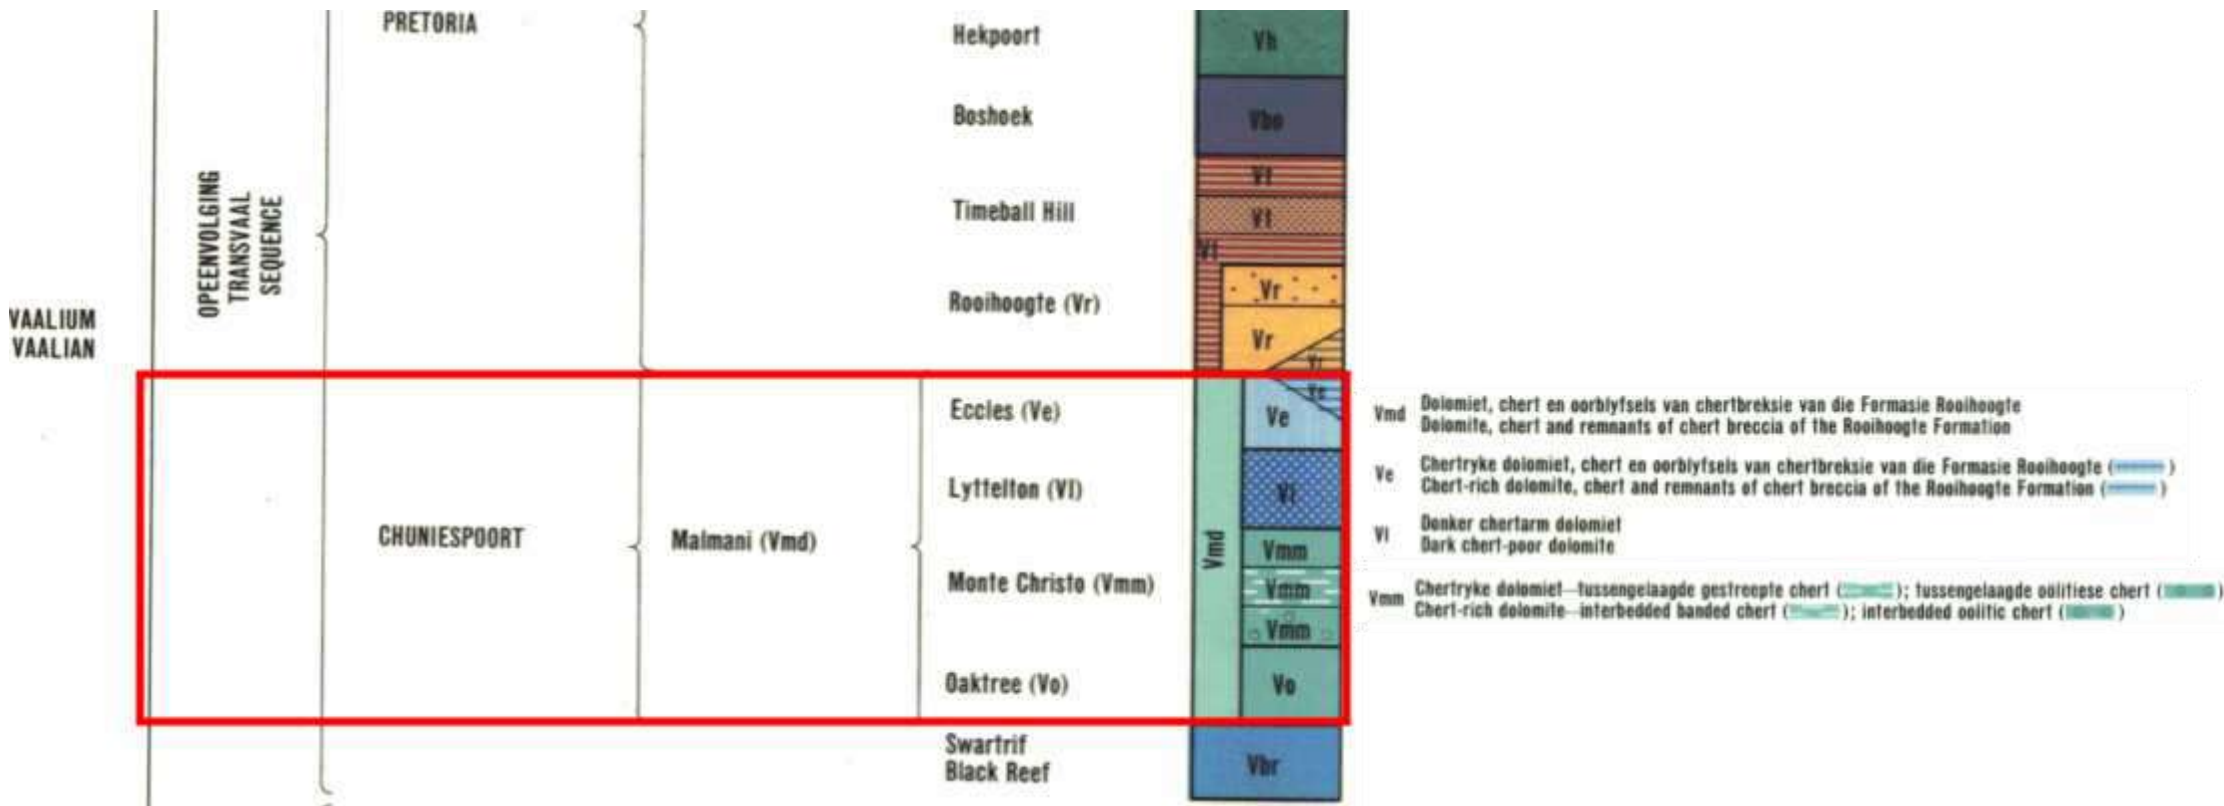 PRETORIA
Hekpoort
Vh
Boshoek
Vbo
Timeball Hill
Vt
Vt
Vt
OPEENVOLGING
TRANSVAAL
SEQUENCE
Rooihoogte (Vr)
Vr
Vr
Vr
VAALIUM
VAALIAN
Eccles (Ve)
Ve
Ve
Vmd Dolomiet, chert en oorblyfsels van chertbreksie van die Formasie Rooihoogte
Dolomite, chert and remnants of chert breccia of the Rooihoogte Formation
Ve Chertryke dolomiet, chert en oorblyfsels van chertbreksie van die Formasie Rooihoogte ( )
Chert-rich dolomite, chert and remnants of chert breccia of the Rooihoogte Formation ( )
Lyttelton (Vl)
Vl
Vl Donker chertarm dolomiet
Dark chert-poor dolomite
CHUNIESPOORT
Malmani (Vmd)
Vmd
Vmm
Monte Christo (Vmm)
Vmm
Vmm
Vmm Chertryke dolomiet—tussengelaagde gestreepte chert ( ); tussengelaagde oölitiese chert ( )
Chert-rich dolomite—interbedded banded chert ( ); interbedded oolitic chert ( )
Oaktree (Vo)
Vo
Swartrif
Black Reef
Vbr